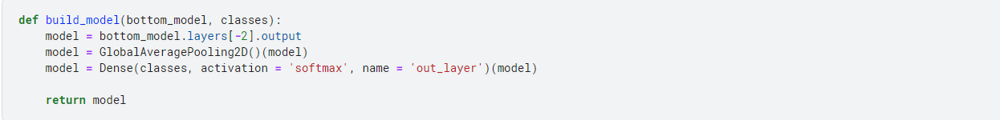 def build_model(bottom_model, classes):
    model = bottom_model.layers[-2].output
    model = GlobalAveragePooling2D()(model)
    model = Dense(classes, activation = 'softmax', name = 'out_layer')(model)

    return model